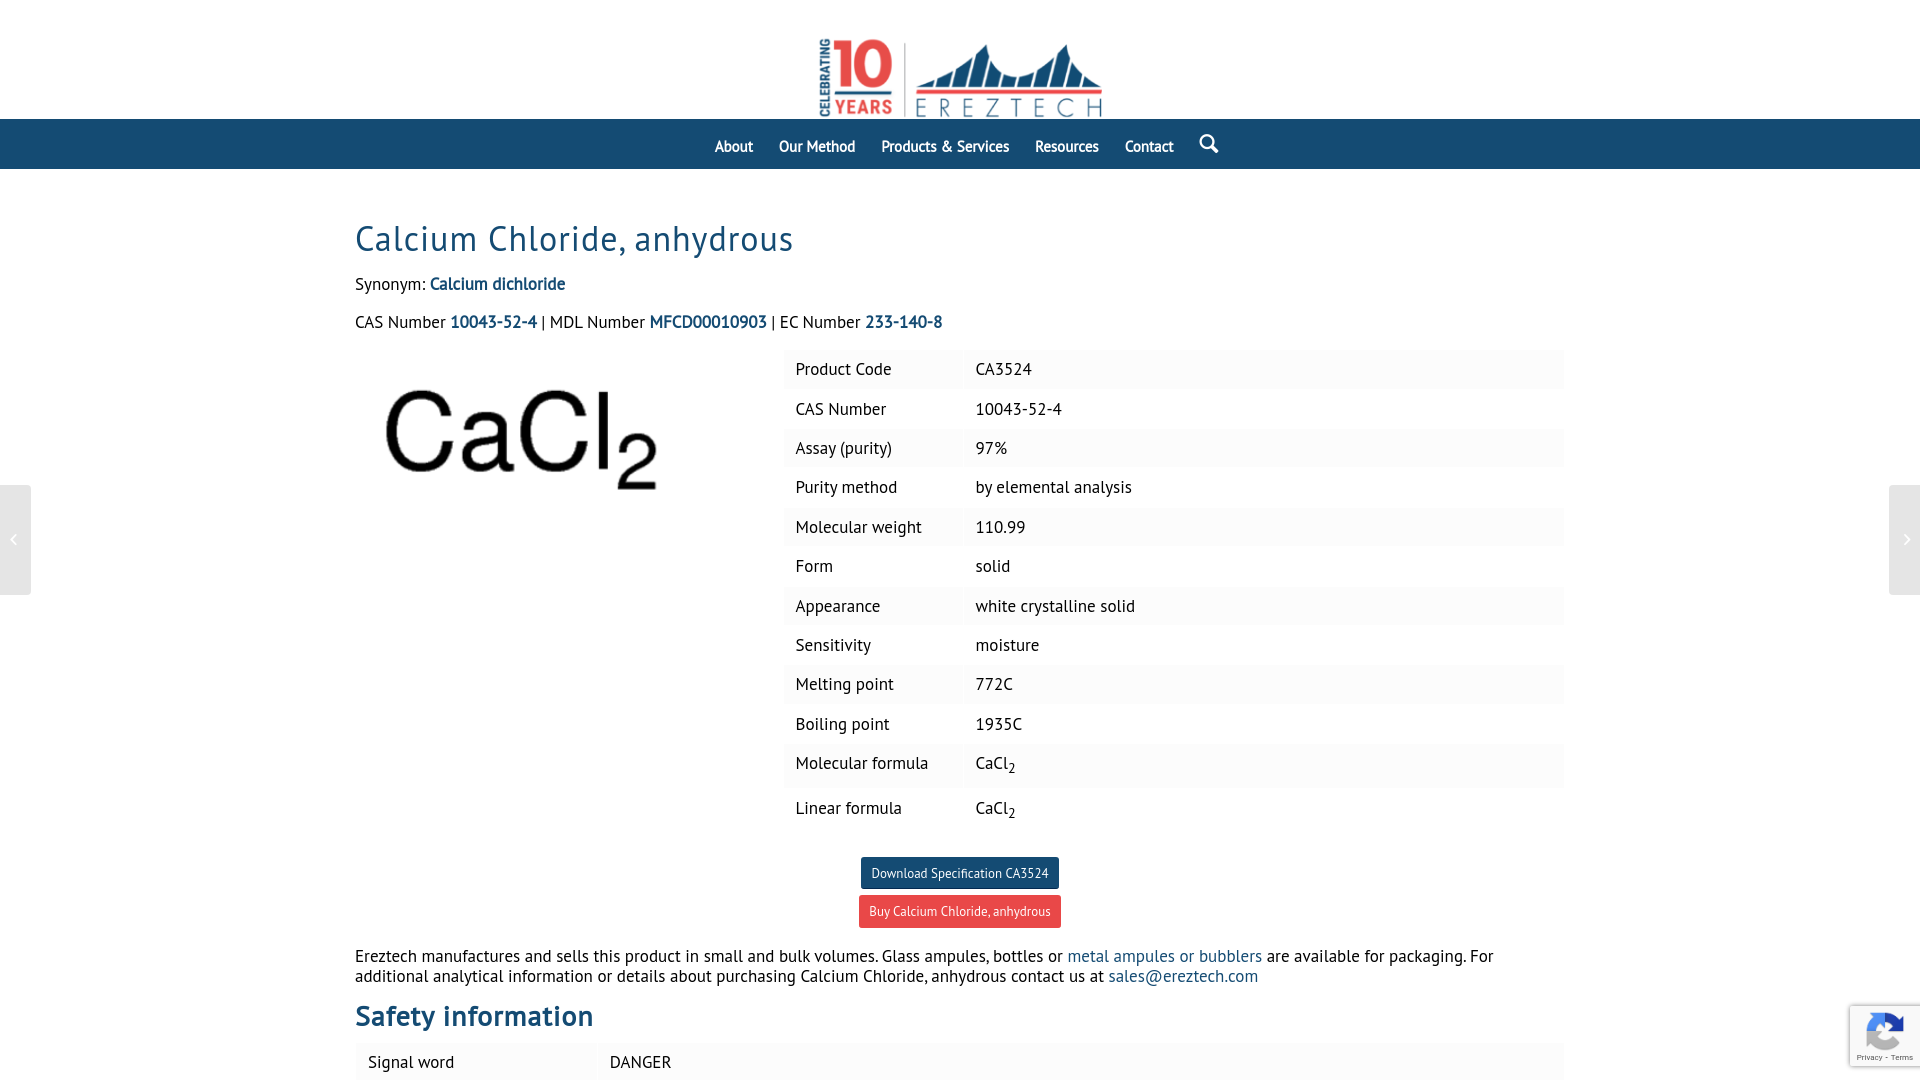 CELEBRATING
10
YEARS
EREZTECH
About Our Method Products & Services Resources Contact
Calcium Chloride, anhydrous
Synonym: Calcium dichloride
CAS Number 10043-52-4 | MDL Number MFCD00010903 | EC Number 233-140-8
CaCl2
Product Code CA3524
CAS Number 10043-52-4
Assay (purity) 97%
Purity method by elemental analysis
Molecular weight 110.99
Form solid
Appearance white crystalline solid
Sensitivity moisture
Melting point 772C
Boiling point 1935C
Molecular formula CaCl2
Linear formula CaCl2
Download Specification CA3524
Buy Calcium Chloride, anhydrous
Ereztech manufactures and sells this product in small and bulk volumes. Glass ampules, bottles or metal ampules or bubblers are available for packaging. For
additional analytical information or details about purchasing Calcium Chloride, anhydrous contact us at sales@ereztech.com
Safety information
Signal word DANGER
Privacy - Terms